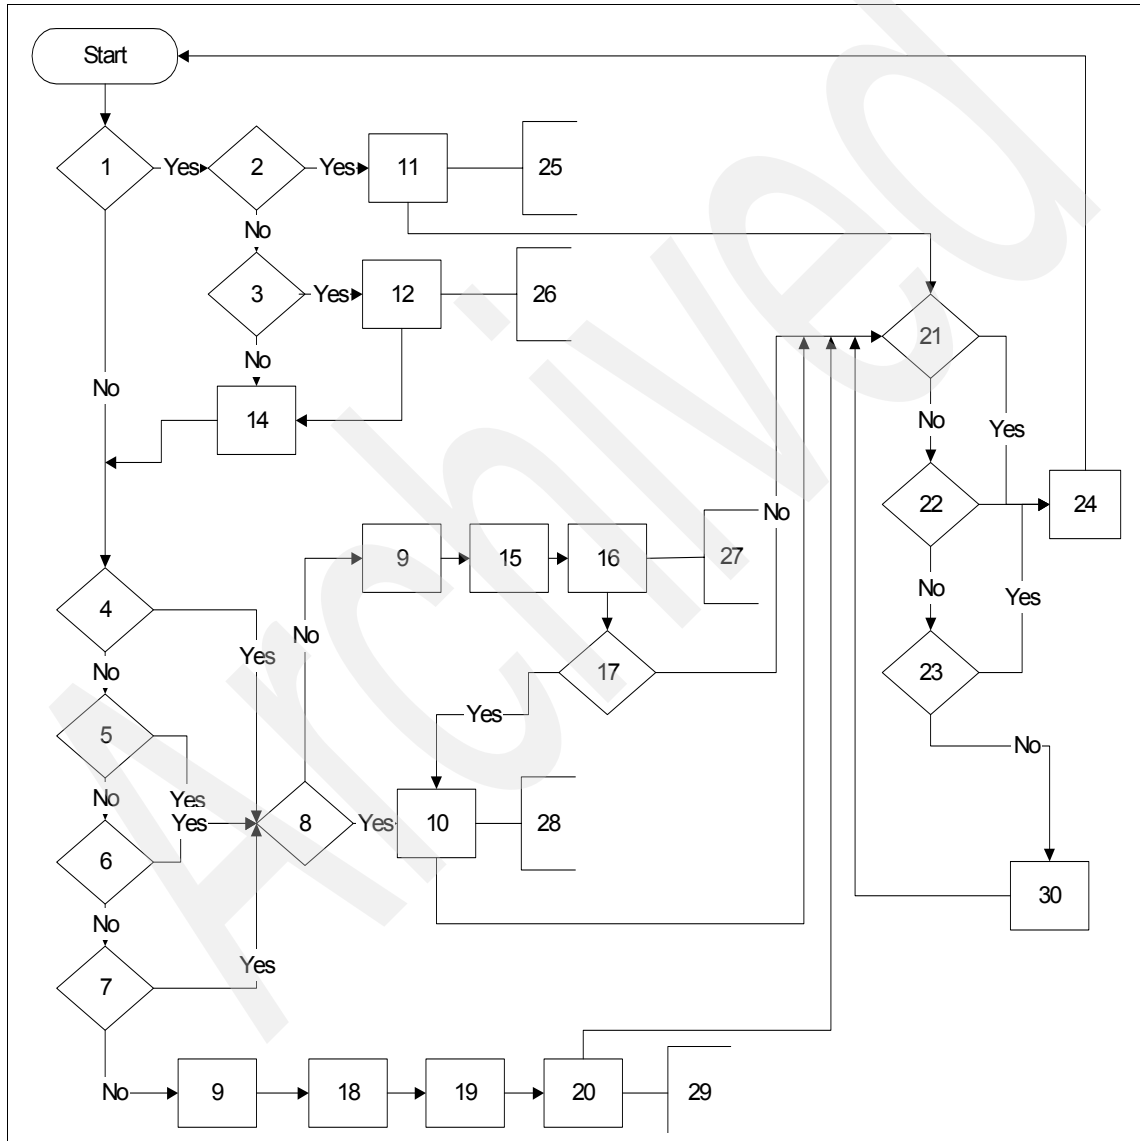 Start
1
Yes
2
Yes
11
25
No
3
Yes
12
26
No
No
14
21
No
Yes
22
24
No
9
15
16
27
4
No
Yes
No
Yes
No
17
23
5
Yes
No
No
Yes
Yes
8
Yes
10
28
6
30
No
Yes
7
No
9
18
19
20
29
Archived